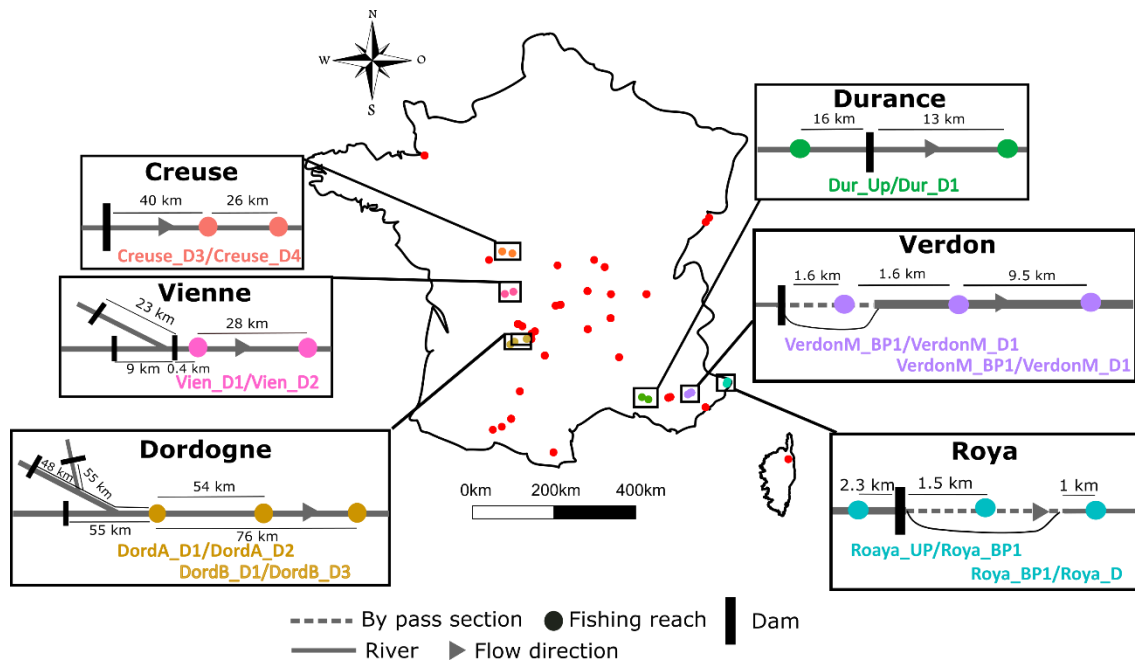 N
W
O
S
Durance
16 km
13 km
Dur_Up/Dur_D1
Creuse
40 km
26 km
Creuse_D3/Creuse_D4
Verdon
1.6 km
1.6 km
9.5 km
VerdonM_BP1/VerdonM_D1
VerdonM_BP1/VerdonM_D1
Vienne
23 km
28 km
9 km
0.4 km
Vien_D1/Vien_D2
Dordogne
48 km
55 km
54 km
55 km
76 km
DordA_D1/DordA_D2
DordB_D1/DordB_D3
Roya
2.3 km
1.5 km
1 km
Roaya_UP/Roya_BP1
Roya_BP1/Roya_D
0km
200km
400km
By pass section
Fishing reach
Dam
River
Flow direction